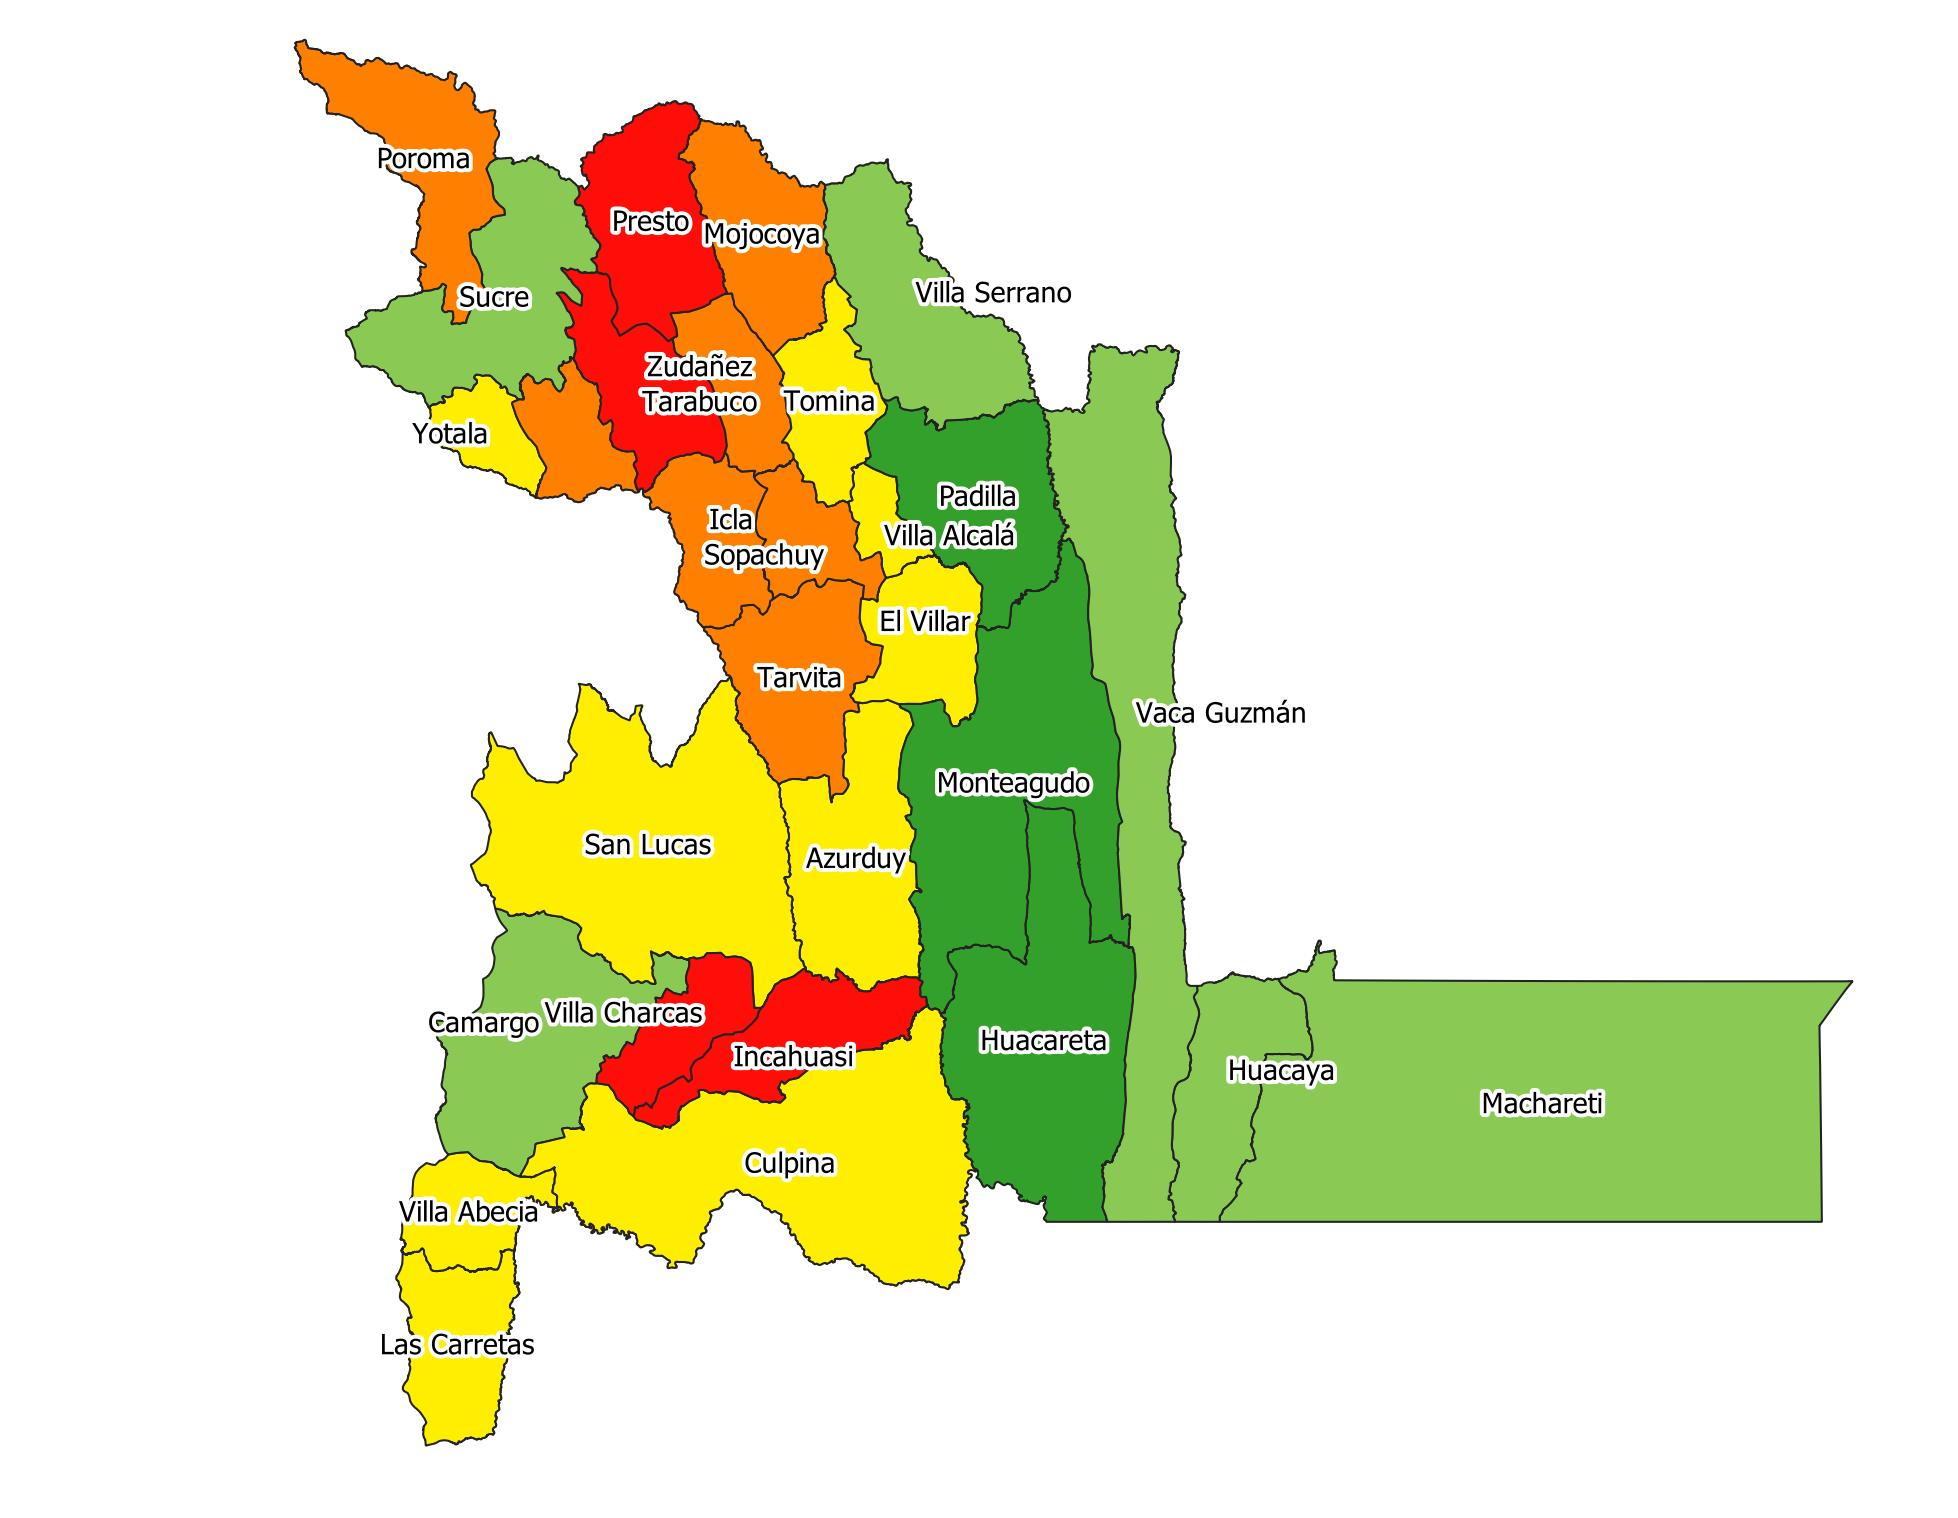 Poroma
Presto
Mojocoya
Sucre
Villa Serrano
Zudañez
Tarabuco
Tomina
Yotala
Padilla
Icla
Villa Alcalá
Sopachuy
El Villar
Tarvita
Vaca Guzmán
Monteagudo
San Lucas
Azurduy
Villa Charcas
Camargo
Huacareta
Incahuasi
Huacaya
Machareti
Culpina
Villa Abecia
Las Carretas